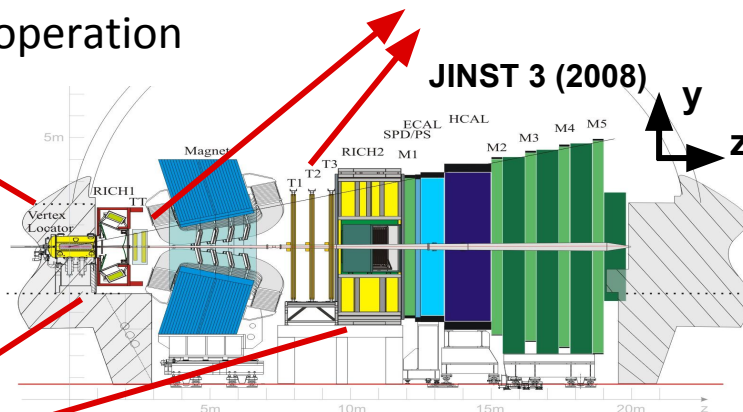 operation
JINST 3 (2008)
y
z
5m
ECAL HCAL
SPD/PS
M1
M2
M3
M4
M5
RICH2
Magnet
T1
T2
T3
RICH1
TT
Vertex
Locator
5m
10m
15m
20m
z